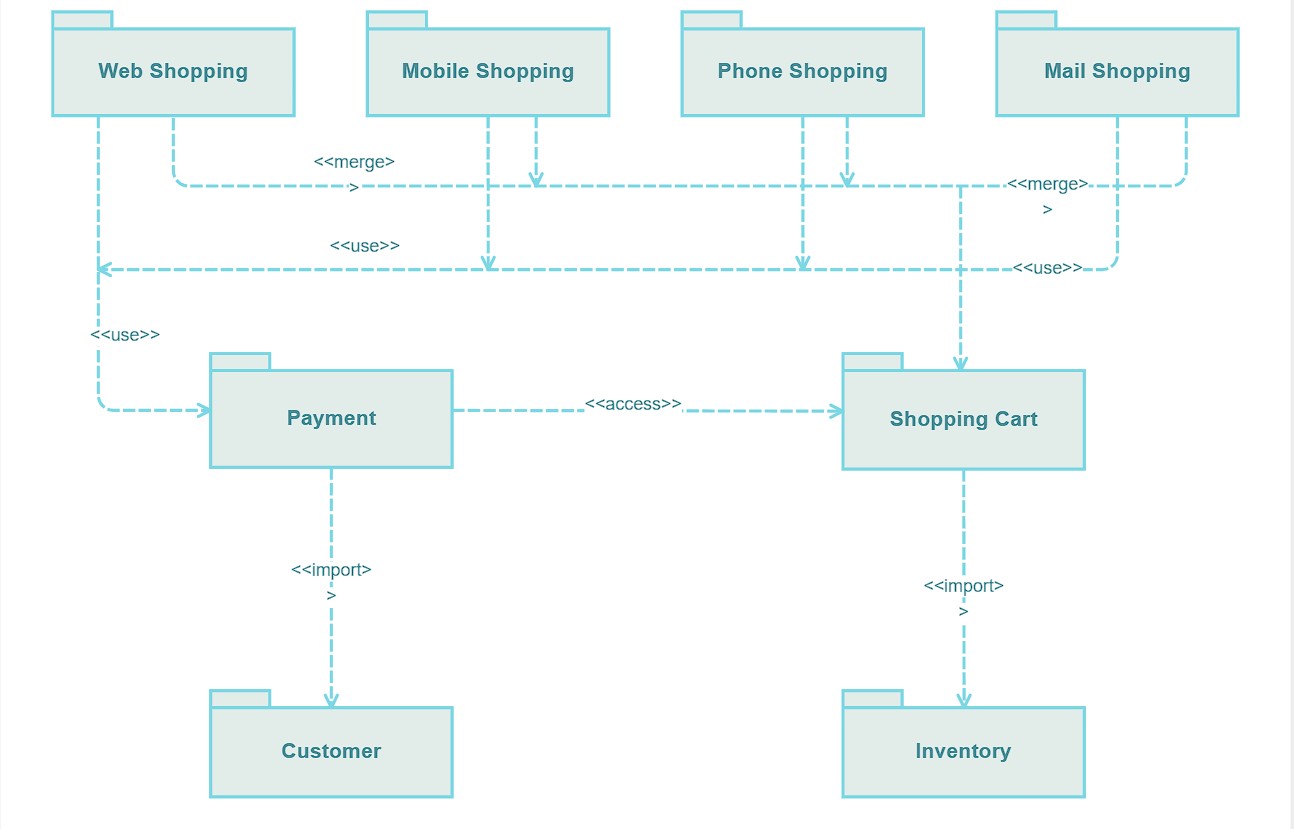 Web Shopping
Mobile Shopping
Phone Shopping
Mail Shopping
<<merge>
>
<<merge>
>
<<use>>
<<use>>
<<use>>
Payment
<<access>>
Shopping Cart
<<import>
>
<<import>
>
Customer
Inventory